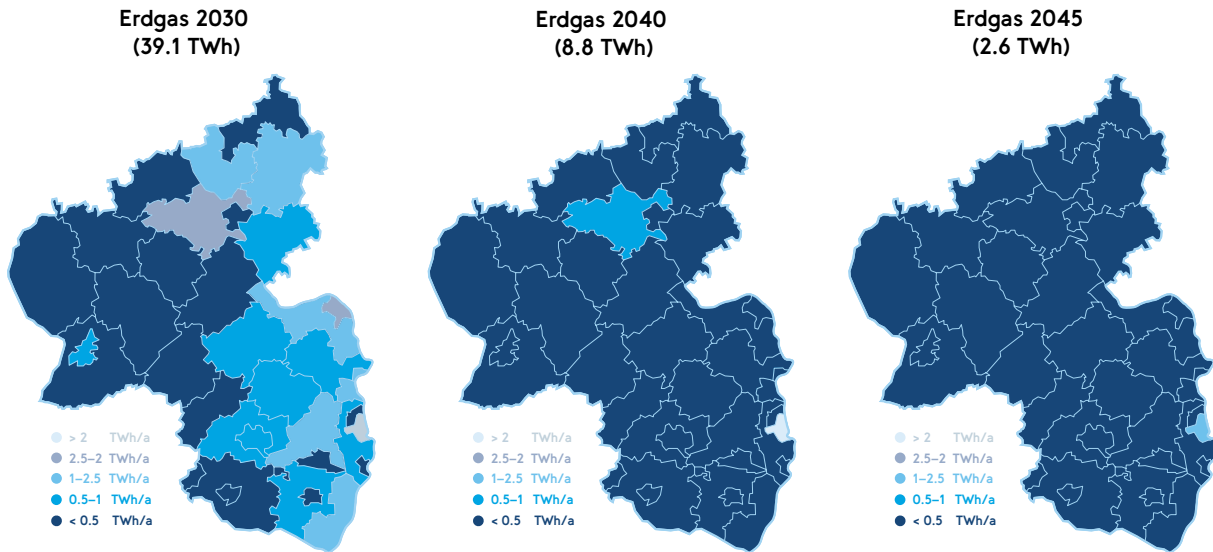 Erdgas 2030
(39.1 TWh)
> 2 TWh/a
2.5–2 TWh/a
1–2.5 TWh/a
0.5–1 TWh/a
< 0.5 TWh/a
Erdgas 2040
(8.8 TWh)
> 2 TWh/a
2.5–2 TWh/a
1–2.5 TWh/a
0.5–1 TWh/a
< 0.5 TWh/a
Erdgas 2045
(2.6 TWh)
> 2 TWh/a
2.5–2 TWh/a
1–2.5 TWh/a
0.5–1 TWh/a
< 0.5 TWh/a